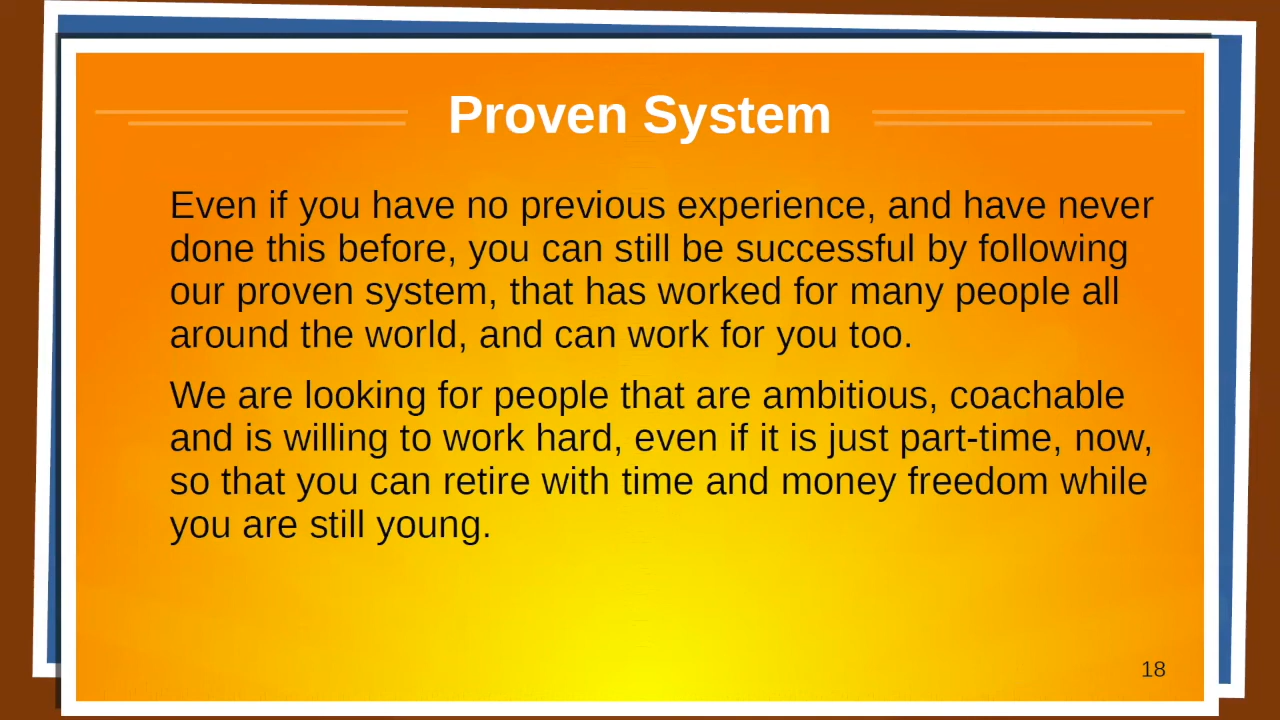 Proven System
Even if you have no previous experience, and have never
done this before, you can still be successful by following
our proven system, that has worked for many people all
around the world, and can work for you too.
We are looking for people that are ambitious, coachable
and is willing to work hard, even if it is just part-time, now,
so that you can retire with time and money freedom while
you are still young.
18